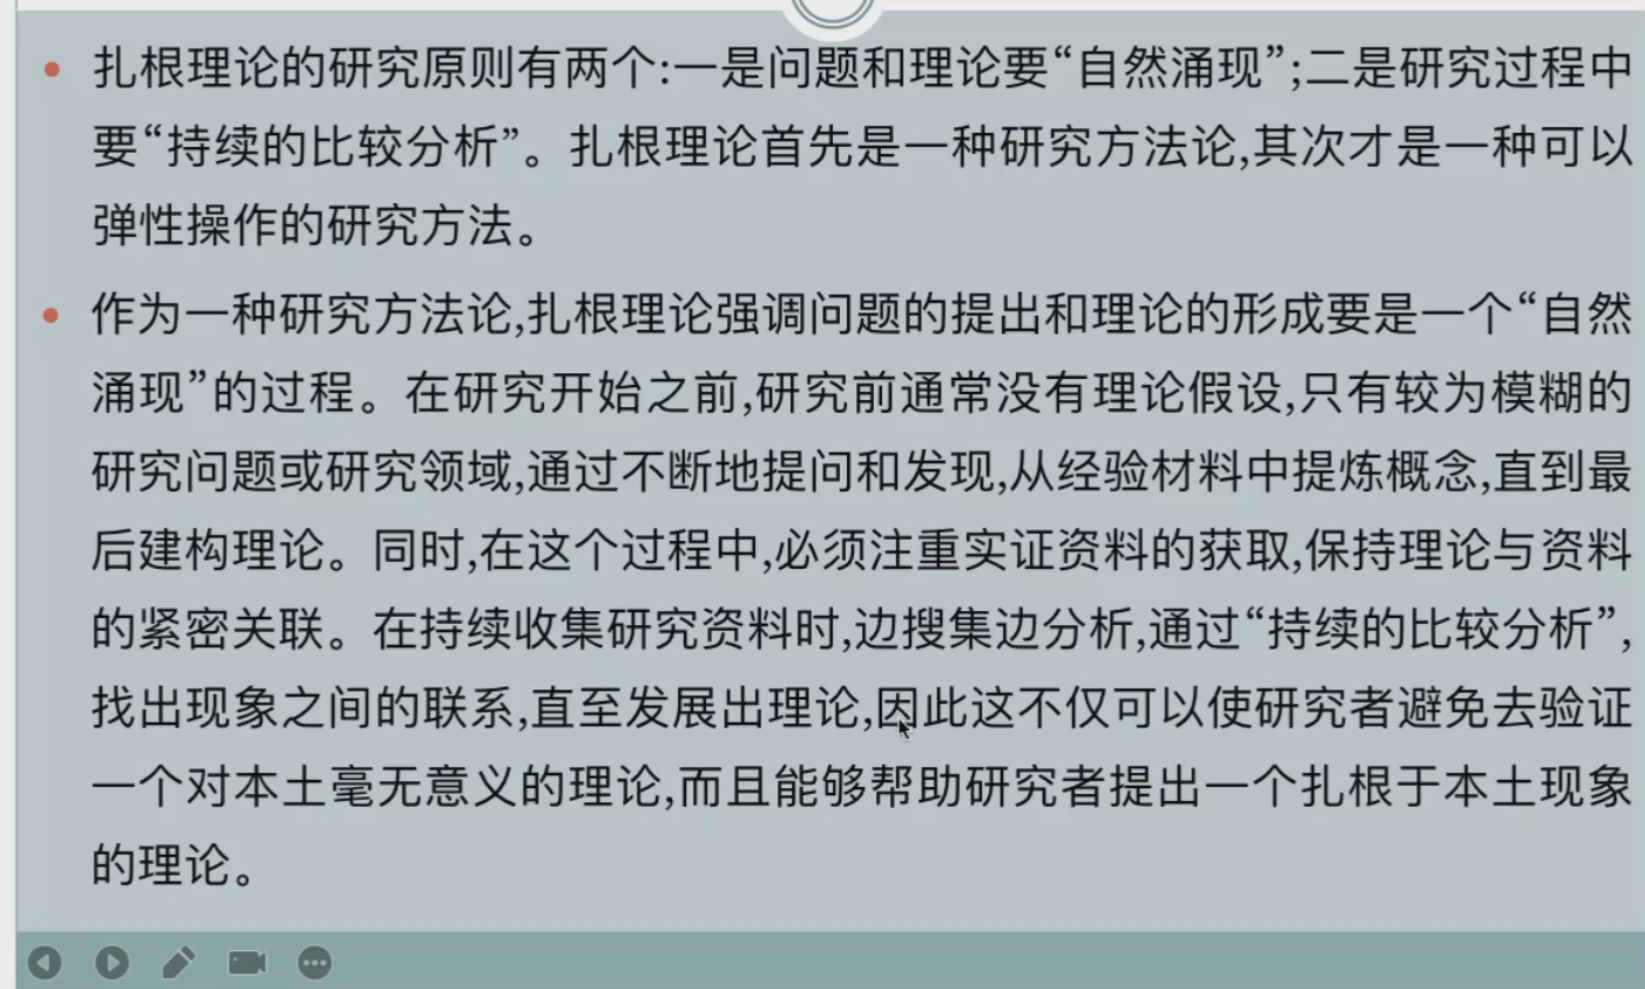 扎根理论的研究原则有两个:一是问题和理论要“自然涌现”;二是研究过程中
要“持续的比较分析”。扎根理论首先是一种研究方法论,其次才是一种可以
弹性操作的研究方法。
作为一种研究方法论,扎根理论强调问题的提出和理论的形成要是一个“自然
涌现”的过程。在研究开始之前,研究前通常没有理论假设,只有较为模糊的
研究问题或研究领域,通过不断地提问和发现,从经验材料中提炼概念,直到最
后建构理论。同时,在这个过程中,必须注重实证资料的获取,保持理论与资料
的紧密关联。在持续收集研究资料时,边搜集边分析,通过“持续的比较分析”,
找出现象之间的联系,直至发展出理论,因此这不仅可以使研究者避免去验证
一个对本土毫无意义的理论,而且能够帮助研究者提出一个扎根于本土现象
的理论。